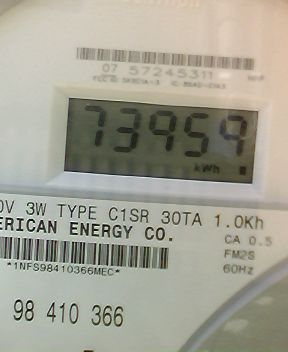 07 57245311
73959
kWh
0V 3W TYPE C1SR 30TA 1.0Kh
ERICAN ENERGY CO.
CA 0.5
FM2S
*1NFS98410366MEC*
60Hz
98 410 366